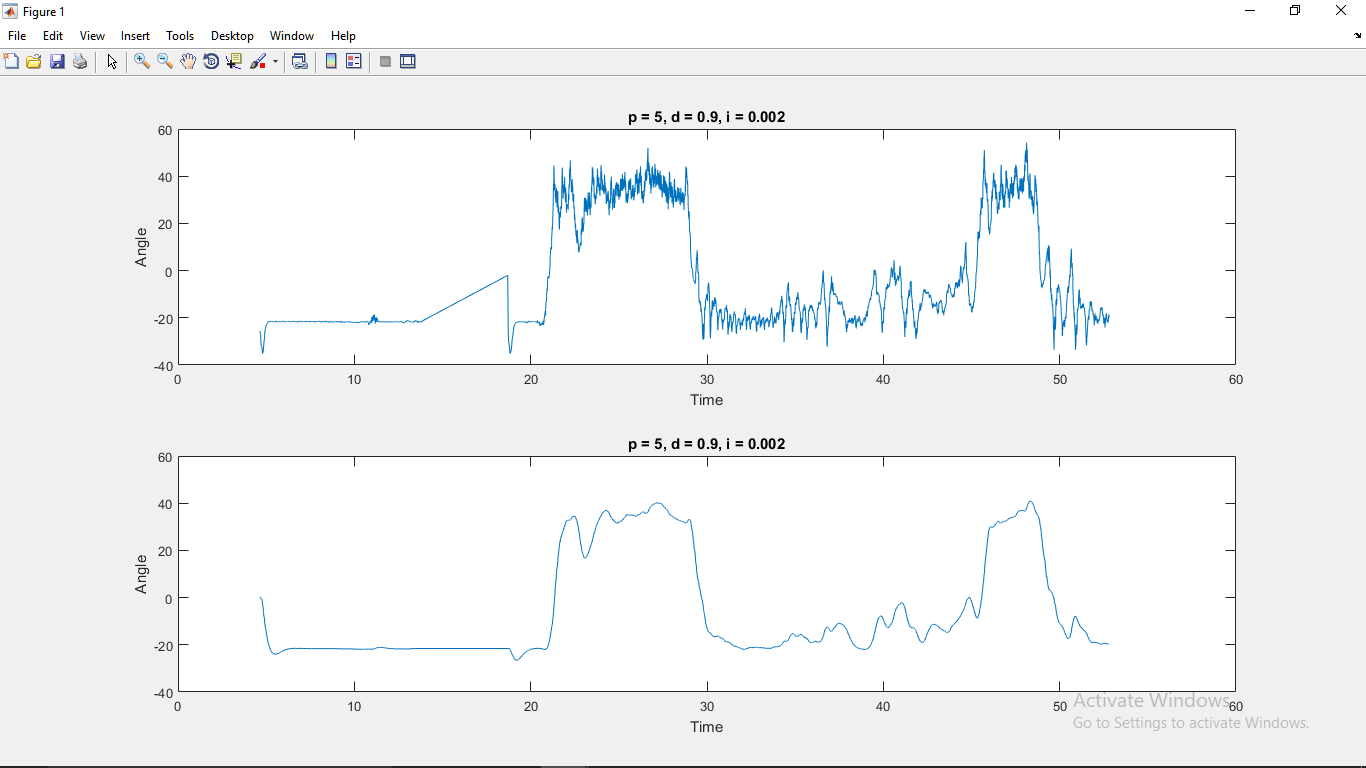 Figure 1
File Edit View Insert Tools Desktop Window Help
p = 5, d = 0.9, i = 0.002
60
40
20
0
-20
-40
Angle
0 10 20 30 40 50 60
Time
p = 5, d = 0.9, i = 0.002
60
40
20
0
-20
-40
Angle
0 10 20 30 40 50 60
Time
Activate Windows
Go to Settings to activate Windows.